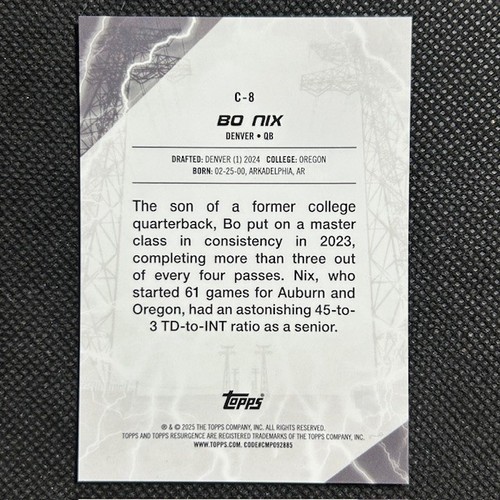 C-8
BO NIX
DENVER • QB
DRAFTED: DENVER (1) 2024 COLLEGE: OREGON
BORN: 02-25-00, ARKADELPHIA, AR
The son of a former college
quarterback, Bo put on a master
class in consistency in 2023,
completing more than three out
of every four passes. Nix, who
started 61 games for Auburn and
Oregon, had an astonishing 45-to-
3 TD-to-INT ratio as a senior.
topps
® & © 2025 THE TOPPS COMPANY, INC. ALL RIGHTS RESERVED.
TOPPS AND TOPPS RESURGENCE ARE REGISTERED TRADEMARKS OF THE TOPPS COMPANY, INC.
WWW.TOPPS.COM. CODE#CMP092885